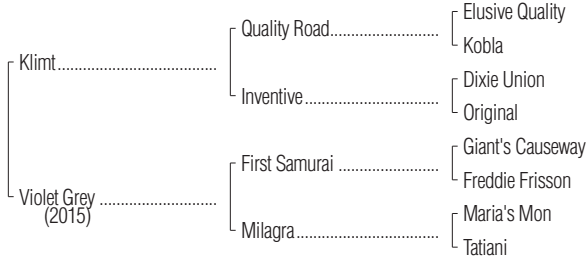 Klimt
Violet Grey
(2015)
Quality Road
Inventive
First Samurai
Milagra
Elusive Quality
Kobla
Dixie Union
Original
Giant's Causeway
Freddie Frisson
Maria's Mon
Tatiani